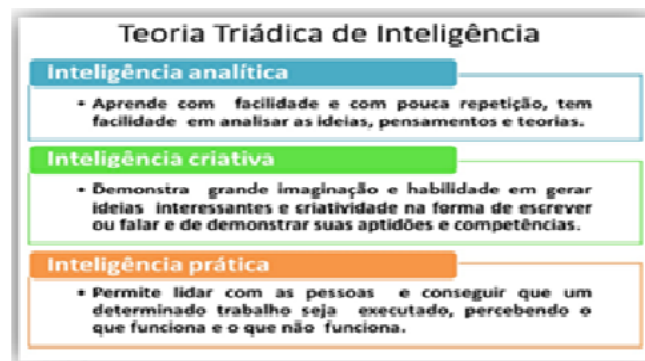 Teoria Triádica de Inteligência
Inteligência analítica
• Aprende com facilidade e com pouca repetição, tem
facilidade em analisar as ideias, pensamentos e teorias.
Inteligência criativa
• Demonstra grande imaginação e habilidade em gerar
ideias interessantes e criatividade na forma de escrever
ou falar e de demonstrar suas aptidões e competências.
Inteligência prática
• Permite lidar com as pessoas e conseguir que um
determinado trabalho seja executado, percebendo o
que funciona e o que não funciona.